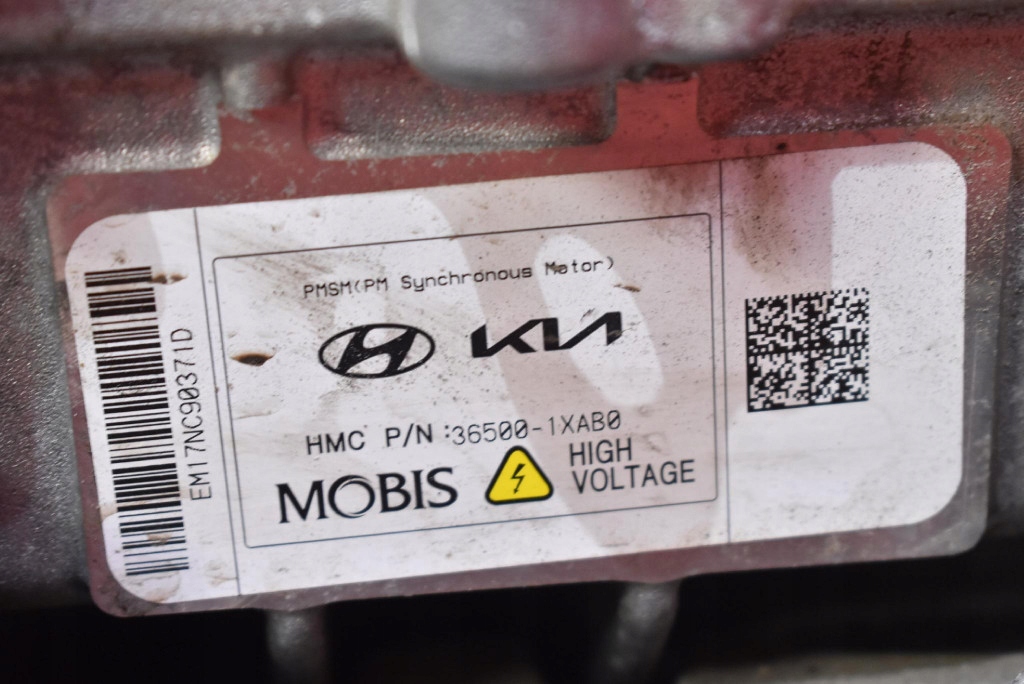 EM17NC90371D
PMSM(PM Synchronous Motor)
KIA
HMC P/N :36500-1XAB0
MOBIS
HIGH
VOLTAGE